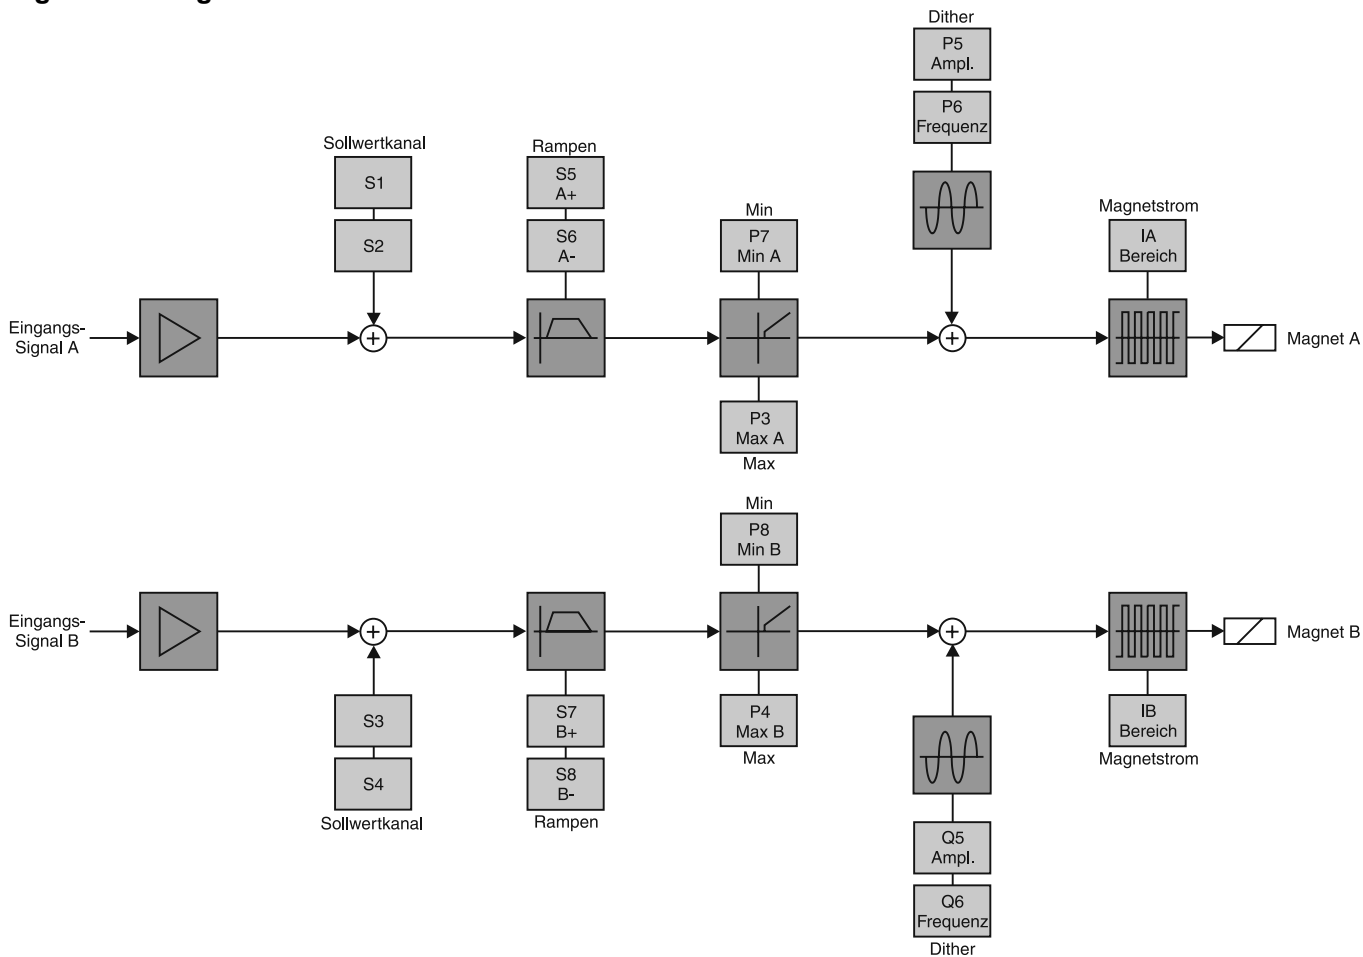 Dither
P5
Ampl.
P6
Frequenz
Sollwertkanal
S1
S2
Rampen
S5
A+
S6
A-
Min
P7
Min A
Magnetstrom
IA
Bereich
Eingangs-
Signal A
Magnet A
P3
Max A
Max
Min
P8
Min B
Eingangs-
Signal B
Magnet B
S3
S4
Sollwertkanal
S7
B+
S8
B-
Rampen
P4
Max B
Max
IB
Bereich
Magnetstrom
Q5
Ampl.
Q6
Frequenz
Dither